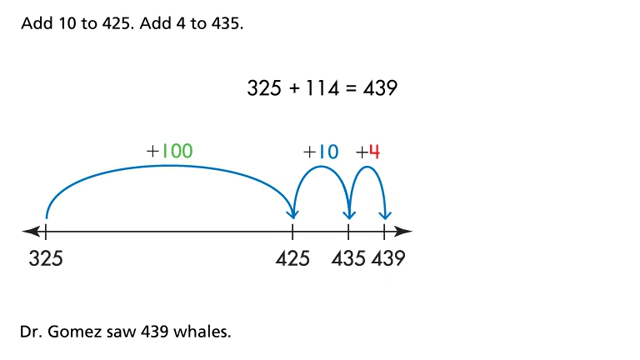 Add 10 to 425. Add 4 to 435.
325 + 114 = 439
+100 +10 +4
325 425 435 439
Dr. Gomez saw 439 whales.